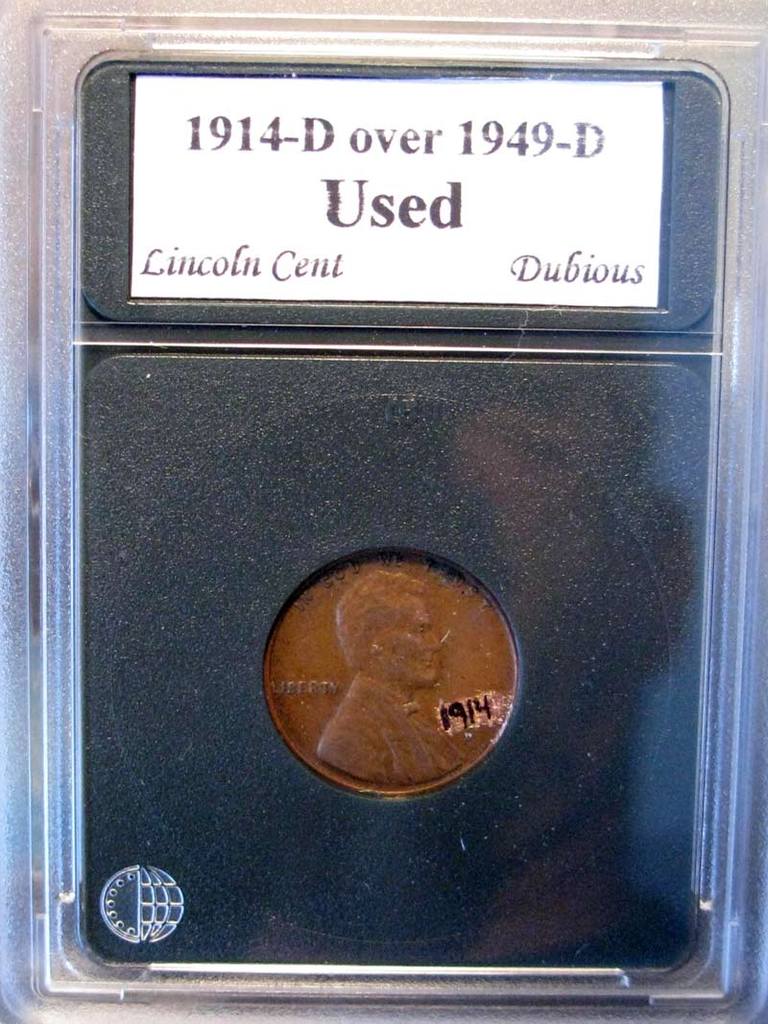 1914-D over 1949-D
Used
Lincoln Cent Dubious
LIBERTY
1914
D